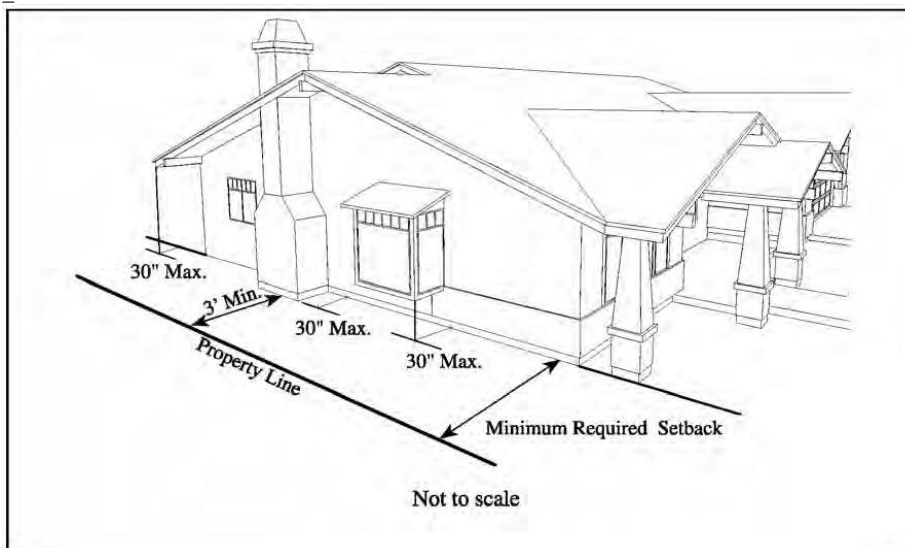 30" Max.
3' Min.
30" Max.
30" Max.
Property Line
Minimum Required Setback
Not to scale